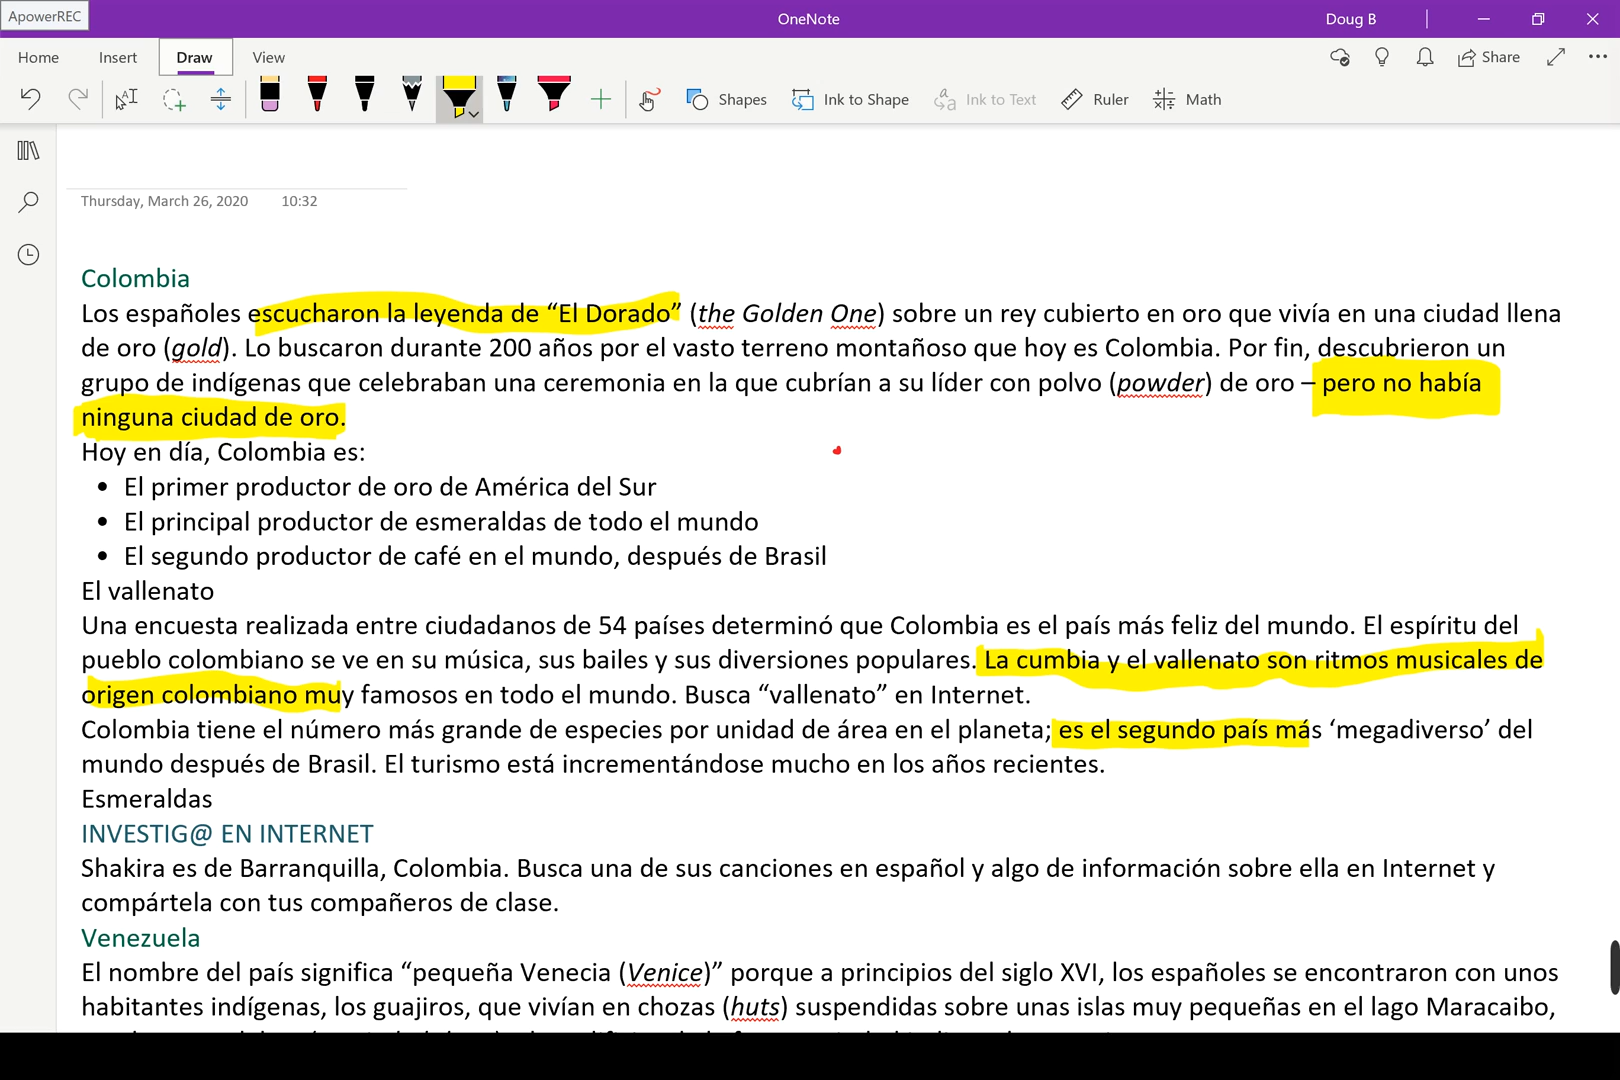 ApowerREC
OneNote
Doug B
Home Insert Draw View
Share
Shapes Ink to Shape Ink to Text Ruler Math
Thursday, March 26, 2020 10:32
Colombia
Los españoles escucharon la leyenda de “El Dorado” (the Golden One) sobre un rey cubierto en oro que vivía en una ciudad llena
de oro (gold). Lo buscaron durante 200 años por el vasto terreno montañoso que hoy es Colombia. Por fin, descubrieron un
grupo de indígenas que celebraban una ceremonia en la que cubrían a su líder con polvo (powder) de oro – pero no había
ninguna ciudad de oro.
Hoy en día, Colombia es:
• El primer productor de oro de América del Sur
• El principal productor de esmeraldas de todo el mundo
• El segundo productor de café en el mundo, después de Brasil
El vallenato
Una encuesta realizada entre ciudadanos de 54 países determinó que Colombia es el país más feliz del mundo. El espíritu del
pueblo colombiano se ve en su música, sus bailes y sus diversiones populares. La cumbia y el vallenato son ritmos musicales de
origen colombiano muy famosos en todo el mundo. Busca “vallenato” en Internet.
Colombia tiene el número más grande de especies por unidad de área en el planeta; es el segundo país más ‘megadiverso’ del
mundo después de Brasil. El turismo está incrementándose mucho en los años recientes.
Esmeraldas
INVESTIG@ EN INTERNET
Shakira es de Barranquilla, Colombia. Busca una de sus canciones en español y algo de información sobre ella en Internet y
compártela con tus compañeros de clase.
Venezuela
El nombre del país significa “pequeña Venecia (Venice)” porque a principios del siglo XVI, los españoles se encontraron con unos
habitantes indígenas, los guajiros, que vivían en chozas (huts) suspendidas sobre unas islas muy pequeñas en el lago Maracaibo,